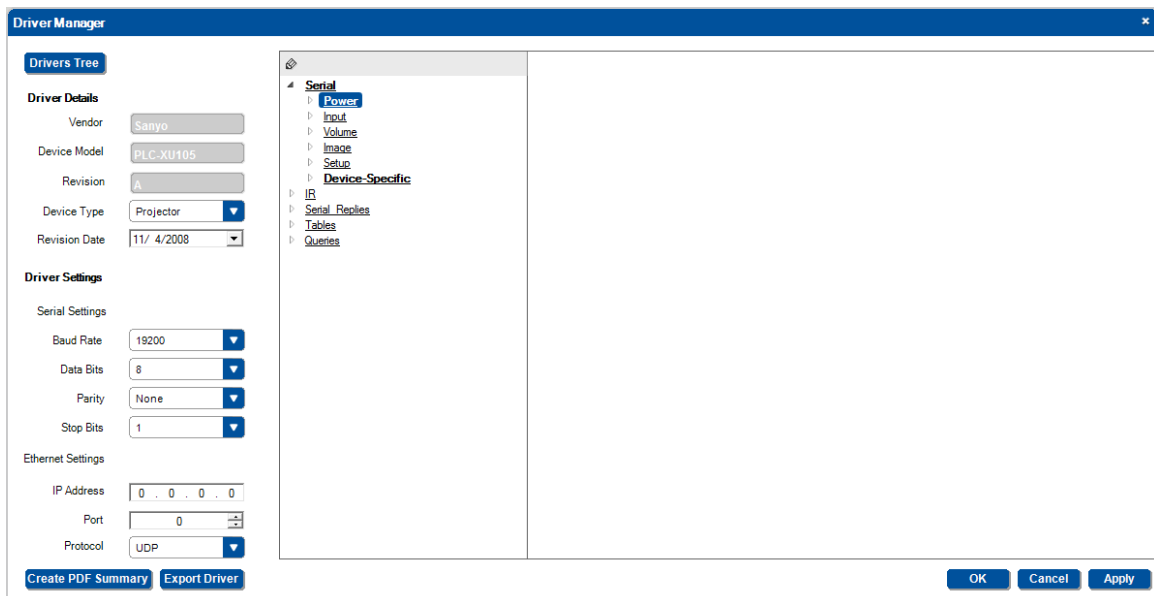 Driver Manager
×
Drivers Tree
Driver Details
Vendor Sanyo
Device Model PLC-XU105
Revision A
Device Type Projector
Revision Date 11/ 4/2008
Driver Settings
Serial Settings
Baud Rate 19200
Data Bits 8
Parity None
Stop Bits 1
Ethernet Settings
IP Address 0 . 0 . 0 . 0
Port 0
Protocol UDP
Create PDF Summary Export Driver
Serial
Power
Input
Volume
Image
Setup
Device-Specific
IR
Serial_Replies
Tables
Queries
OK Cancel Apply